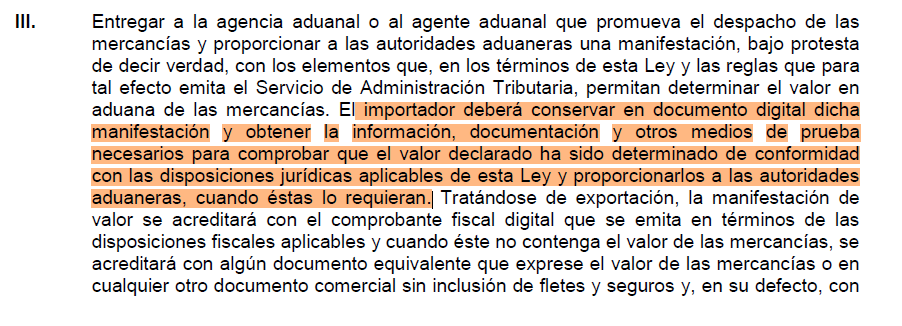 III. Entregar a la agencia aduanal o al agente aduanal que promueva el despacho de las
mercancías y proporcionar a las autoridades aduaneras una manifestación, bajo protesta
de decir verdad, con los elementos que, en los términos de esta Ley y las reglas que para
tal efecto emita el Servicio de Administración Tributaria, permitan determinar el valor en
aduana de las mercancías. El importador deberá conservar en documento digital dicha
manifestación y obtener la información, documentación y otros medios de prueba
necesarios para comprobar que el valor declarado ha sido determinado de conformidad
con las disposiciones jurídicas aplicables de esta Ley y proporcionarlos a las autoridades
aduaneras, cuando éstas lo requieran. Tratándose de exportación, la manifestación de
valor se acreditará con el comprobante fiscal digital que se emita en términos de las
disposiciones fiscales aplicables y cuando éste no contenga el valor de las mercancías, se
acreditará con algún documento equivalente que exprese el valor de las mercancías o en
cualquier otro documento comercial sin inclusión de fletes y seguros y, en su defecto, con